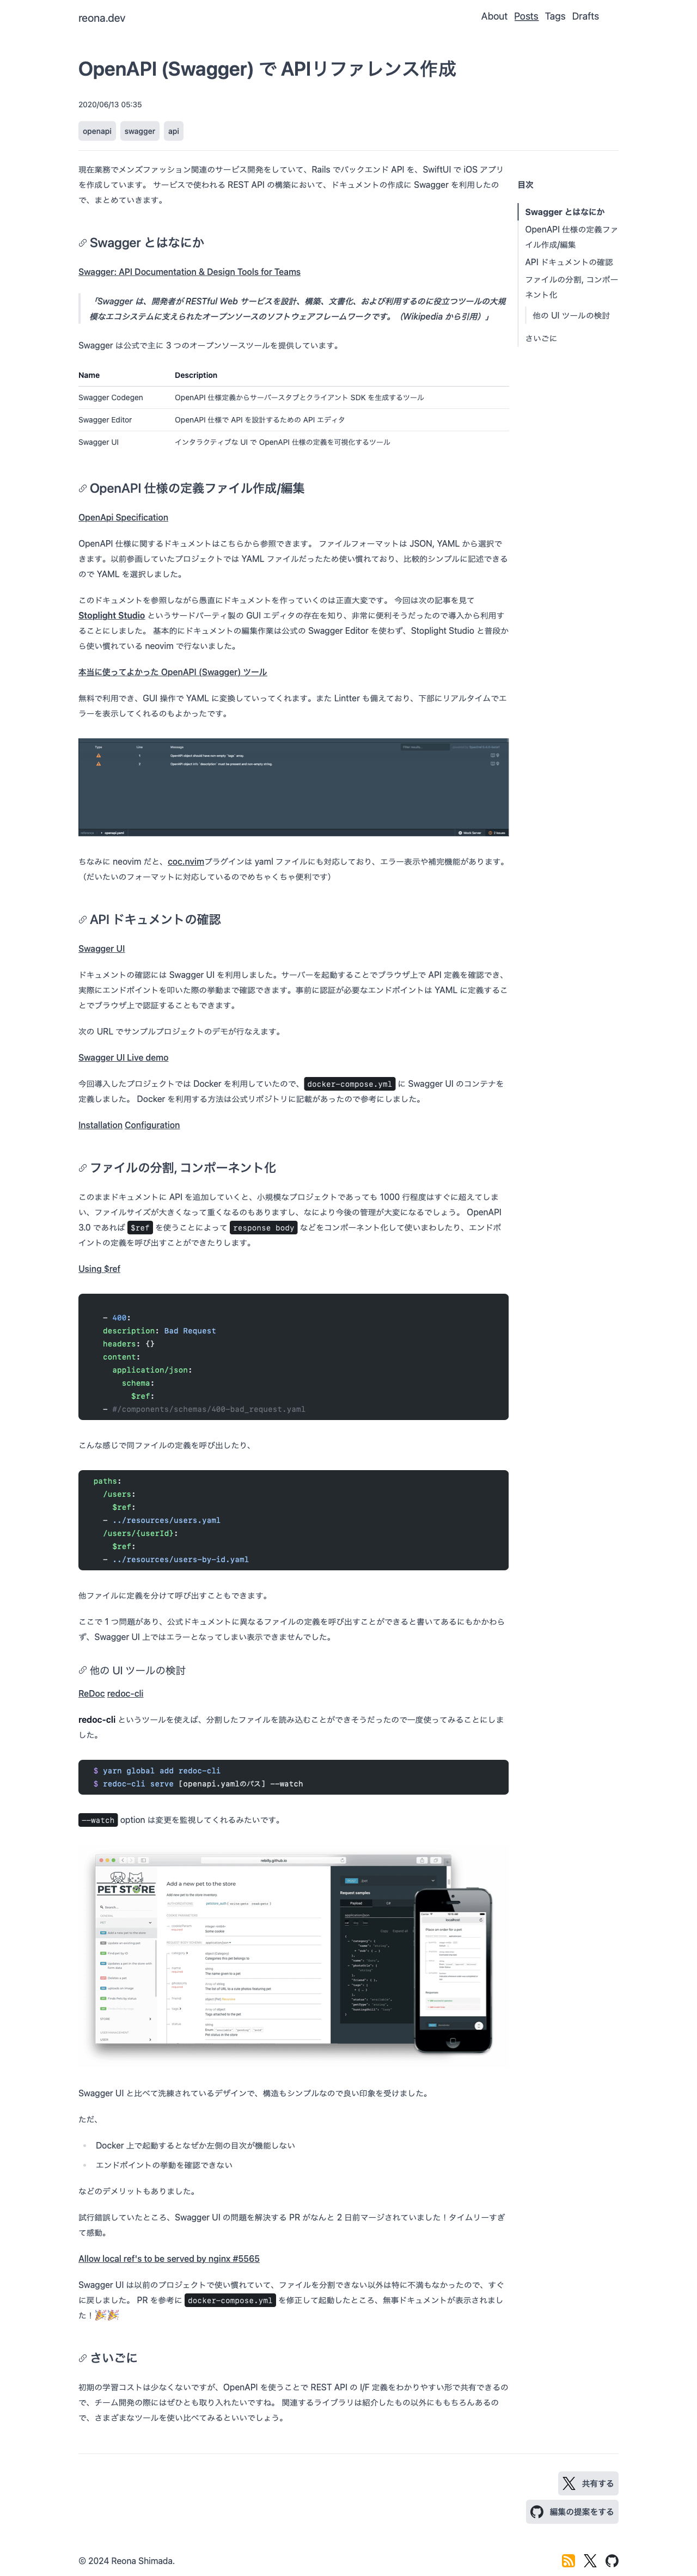 reona.dev
About Posts Tags Drafts
OpenAPI (Swagger) で APIリファレンス作成
2020/06/13 05:35
openapi swagger api
現在業務でメンズファッション関連のサービス開発をしていて、Rails でバックエンド API を、SwiftUI で iOS アプリ
を作成しています。 サービスで使われる REST API の構築において、ドキュメントの作成に Swagger を利用したの
で、まとめていきます。
目次
Swagger とはなにか
OpenAPI 仕様の定義ファ
イル作成/編集
API ドキュメントの確認
ファイルの分割, コンポー
ネント化
他の UI ツールの検討
さいごに
Swagger とはなにか
Swagger: API Documentation & Design Tools for Teams
「Swagger は、開発者が RESTful Web サービスを設計、構築、文書化、および利用するのに役立つツールの大規
模なエコシステムに支えられたオープンソースのソフトウェアフレームワークです。（Wikipedia から引用）」
Swagger は公式で主に 3 つのオープンソースツールを提供しています。
Name Description
Swagger Codegen OpenAPI 仕様定義からサーバースタブとクライアント SDK を生成するツール
Swagger Editor OpenAPI 仕様で API を設計するための API エディタ
Swagger UI インタラクティブな UI で OpenAPI 仕様の定義を可視化するツール
OpenAPI 仕様の定義ファイル作成/編集
OpenApi Specification
OpenAPI 仕様に関するドキュメントはこちらから参照できます。 ファイルフォーマットは JSON, YAML から選択で
きます。以前参画していたプロジェクトでは YAML ファイルだったため使い慣れており、比較的シンプルに記述できる
ので YAML を選択しました。
このドキュメントを参照しながら愚直にドキュメントを作っていくのは正直大変です。 今回は次の記事を見て
Stoplight Studio というサードパーティ製の GUI エディタの存在を知り、非常に便利そうだったので導入から利用す
ることにしました。 基本的にドキュメントの編集作業は公式の Swagger Editor を使わず、Stoplight Studio と普段か
ら使い慣れている neovim で行ないました。
本当に使ってよかった OpenAPI (Swagger) ツール
無料で利用でき、GUI 操作で YAML に変換していってくれます。また Lintter も備えており、下部にリアルタイムでエ
ラーを表示してくれるのもよかったです。
Type Line Message
1 OpenAPI object should have non-empty `tags` array.
2 OpenAPI object info `description` must be present and non-empty string.
ちなみに neovim だと、coc.nvimプラグインは yaml ファイルにも対応しており、エラー表示や補完機能があります。
（だいたいのフォーマットに対応しているのでめちゃくちゃ便利です）
API ドキュメントの確認
Swagger UI
ドキュメントの確認には Swagger UI を利用しました。サーバーを起動することでブラウザ上で API 定義を確認でき、
実際にエンドポイントを叩いた際の挙動まで確認できます。事前に認証が必要なエンドポイントは YAML に定義するこ
とでブラウザ上で認証することもできます。
次の URL でサンプルプロジェクトのデモが行なえます。
Swagger UI Live demo
今回導入したプロジェクトでは Docker を利用していたので、docker-compose.yml に Swagger UI のコンテナを
定義しました。 Docker を利用する方法は公式リポジトリに記載があったので参考にしました。
Installation Configuration
ファイルの分割, コンポーネント化
このままドキュメントに API を追加していくと、小規模なプロジェクトであっても 1000 行程度はすぐに超えてしま
い、ファイルサイズが大きくなって重くなるのもありますし、なにより今後の管理が大変になるでしょう。 OpenAPI
3.0 であれば $ref を使うことによって response body などをコンポーネント化して使いまわしたり、エンドポ
イントの定義を呼び出すことができたりします。
Using $ref
- 400:
description: Bad Request
headers: {}
content:
application/json:
schema:
$ref:
- #/components/schemas/400-bad_request.yaml
こんな感じで同ファイルの定義を呼び出したり、
paths:
/users:
$ref:
- ../resources/users.yaml
/users/{userId}:
$ref:
- ../resources/users-by-id.yaml
他ファイルに定義を分けて呼び出すこともできます。
ここで 1 つ問題があり、公式ドキュメントに異なるファイルの定義を呼び出すことができると書いてあるにもかかわら
ず、Swagger UI 上ではエラーとなってしまい表示できませんでした。
他の UI ツールの検討
ReDoc redoc-cli
redoc-cli というツールを使えば、分割したファイルを読み込むことができそうだったので一度使ってみることにしま
した。
$ yarn global add redoc-cli
$ redoc-cli serve [openapi.yamlのパス] --watch
--watch option は変更を監視してくれるみたいです。
PET STORE
Add a new pet to the store
Swagger UI と比べて洗練されているデザインで、構造もシンプルなので良い印象を受けました。
ただ、
Docker 上で起動するとなぜか左側の目次が機能しない
エンドポイントの挙動を確認できない
などのデメリットもありました。
試行錯誤していたところ、Swagger UI の問題を解決する PR がなんと 2 日前マージされていました！タイムリーすぎ
て感動。
Allow local ref's to be served by nginx #5565
Swagger UI は以前のプロジェクトで使い慣れていて、ファイルを分割できない以外は特に不満もなかったので、すぐ
に戻しました。 PR を参考に docker-compose.yml を修正して起動したところ、無事ドキュメントが表示されまし
た！🎉🎉
さいごに
初期の学習コストは少なくないですが、OpenAPI を使うことで REST API の I/F 定義をわかりやすい形で共有できるの
で、チーム開発の際にはぜひとも取り入れたいですね。 関連するライブラリは紹介したもの以外にももちろんあるの
で、さまざまなツールを使い比べてみるといいでしょう。
共有する
編集の提案をする
© 2024 Reona Shimada.